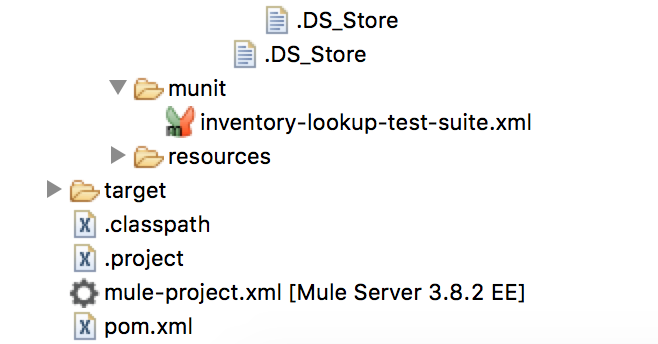 .DS_Store
.DS_Store
munit
inventory-lookup-test-suite.xml
resources
target
.classpath
.project
mule-project.xml [Mule Server 3.8.2 EE]
pom.xml